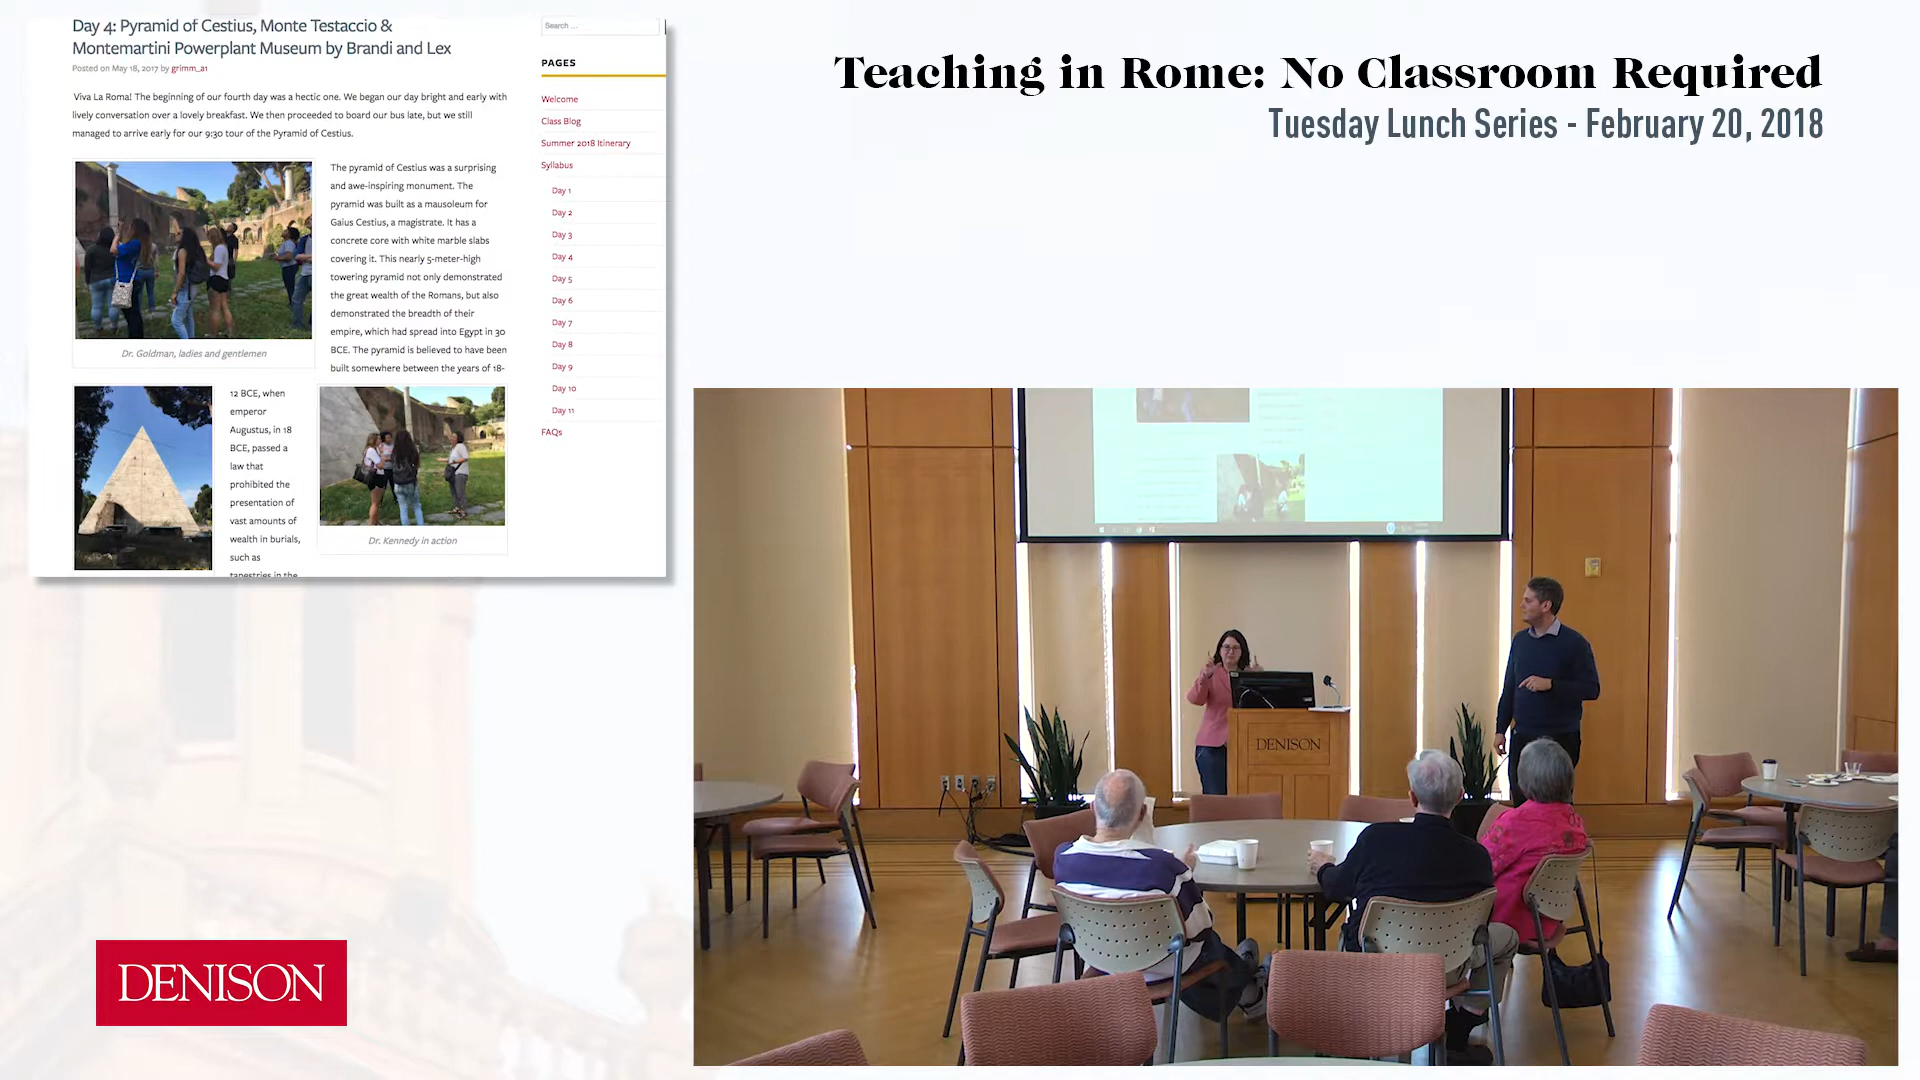 Day 4: Pyramid of Cestius, Monte Testaccio &
Montemartini Powerplant Museum by Brandi and Lex
Posted on May 18, 2017 by grimm_a1
Viva La Roma! The beginning of our fourth day was a hectic one. We began our day bright and early with
lively conversation over a lovely breakfast. We then proceeded to board our bus late, but we still
managed to arrive early for our 9:30 tour of the Pyramid of Cestius.
The pyramid of Cestius was a surprising
and awe-inspiring monument. The
pyramid was built as a mausoleum for
Gaius Cestius, a magistrate. It has a
concrete core with white marble slabs
covering it. This nearly 5-meter-high
towering pyramid not only demonstrated
the great wealth of the Romans, but also
demonstrated the breadth of their
empire, which had spread into Egypt in 30
BCE. The pyramid is believed to have been
built somewhere between the years of 18-
Dr. Goldman, ladies and gentlemen
12 BCE, when
emperor
Augustus, in 18
BCE, passed a
law that
prohibited the
presentation of
vast amounts of
wealth in burials,
such as
tapestries in the
Dr. Kennedy in action
Search ...
PAGES
Welcome
Class Blog
Summer 2018 Itinerary
Syllabus
Day 1
Day 2
Day 3
Day 4
Day 5
Day 6
Day 7
Day 8
Day 9
Day 10
Day 11
FAQs
Teaching in Rome: No Classroom Required
Tuesday Lunch Series - February 20, 2018
DENISON
DENISON